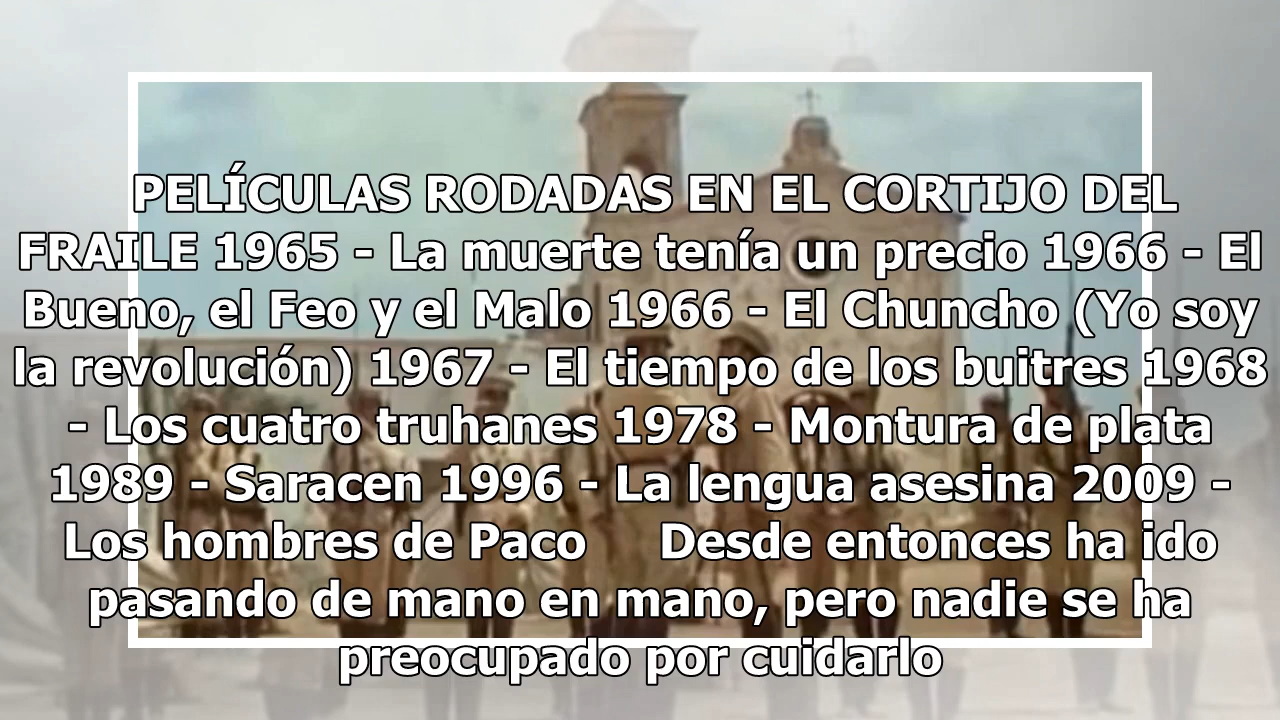 PELÍCULAS RODADAS EN EL CORTIJO DEL
FRAILE 1965 - La muerte tenía un precio 1966 - El
Bueno, el Feo y el Malo 1966 - El Chuncho (Yo soy
la revolución) 1967 - El tiempo de los buitres 1968
- Los cuatro truhanes 1978 - Montura de plata
1989 - Saracen 1996 - La lengua asesina 2009 -
Los hombres de Paco Desde entonces ha ido
pasando de mano en mano, pero nadie se ha
preocupado por cuidarlo